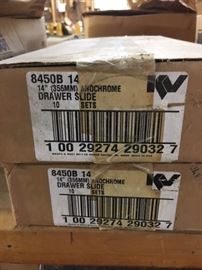 8450B 14
14" (356MM) ANOCHROME
DRAWER SLIDE
10 SETS
KV
1 00 29274 29032 7
8450B 14
14" (356MM) ANOCHROME
DRAWER SLIDE
10 SETS
1 00 29274 29032 7